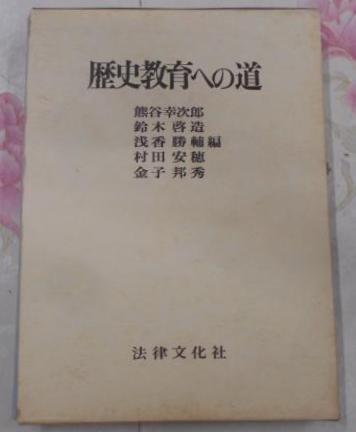 歴史教育への道
熊谷幸次郎
鈴木啓造
浅香勝輔編
村田安穂
金子邦秀
法律文化社